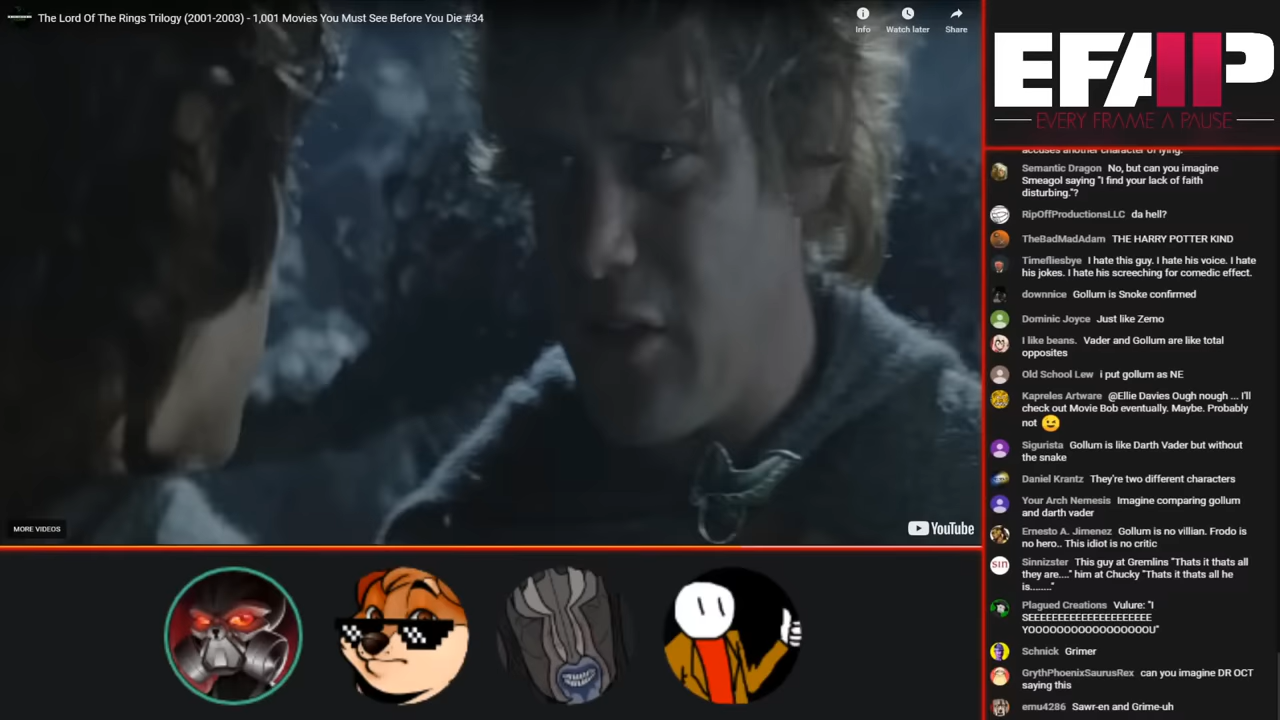 The Lord Of The Rings Trilogy (2001-2003) - 1,001 Movies You Must See Before You Die #34
Info
Watch later
Share
MORE VIDEOS
YouTube
EFAP
EVERY FRAME A PAUSE
accuses another character of lying.
Semantic Dragon No, but can you imagine
Smeagol saying "I find your lack of faith
disturbing."?
RipOffProductionsLLC da hell?
TheBadMadAdam THE HARRY POTTER KIND
Timefliesbye I hate this guy. I hate his voice. I hate
his jokes. I hate his screeching for comedic effect.
downnice Gollum is Snoke confirmed
Dominic Joyce Just like Zemo
I like beans. Vader and Gollum are like total
opposites
Old School Lew i put gollum as NE
Kapreles Artware @Ellie Davies Ough nough ... I'll
check out Movie Bob eventually. Maybe. Probably
not
Sigurista Gollum is like Darth Vader but without
the snake
Daniel Krantz They're two different characters
Your Arch Nemesis Imagine comparing gollum
and darth vader
Ernesto A. Jimenez Gollum is no villian. Frodo is
no hero.. This idiot is no critic
sin
Sinnizster This guy at Gremlins "Thats it thats all
they are...." him at Chucky "Thats it thats all he
is........"
Plagued Creations Vulure: "I
SEEEEEEEEEEEEEEEEEEEEE
YOOOOOOOOOOOOOOOOOU"
Schnick Grimer
GrythPhoenixSaurusRex can you imagine DR OCT
saying this
emu4286 Sawr-en and Grime-uh